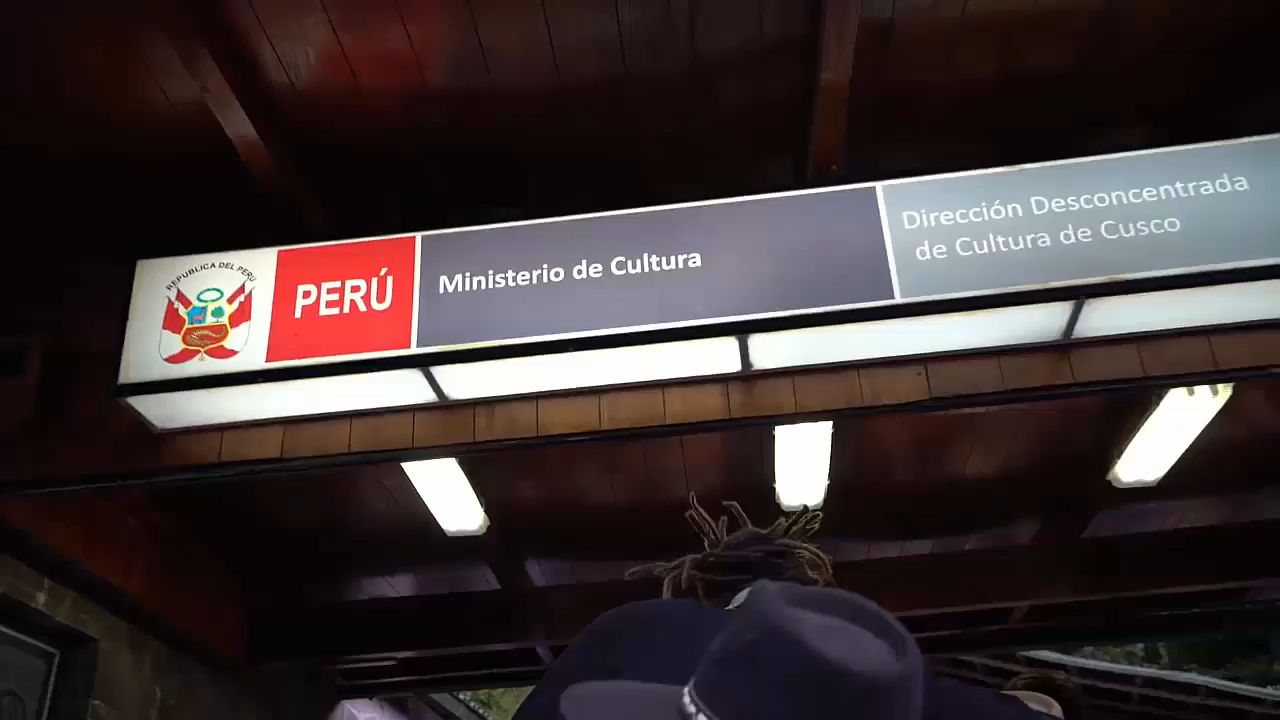 REPUBLICA DEL PERU
PERÚ
Ministerio de Cultura
Dirección Desconcentrada
de Cultura de Cusco